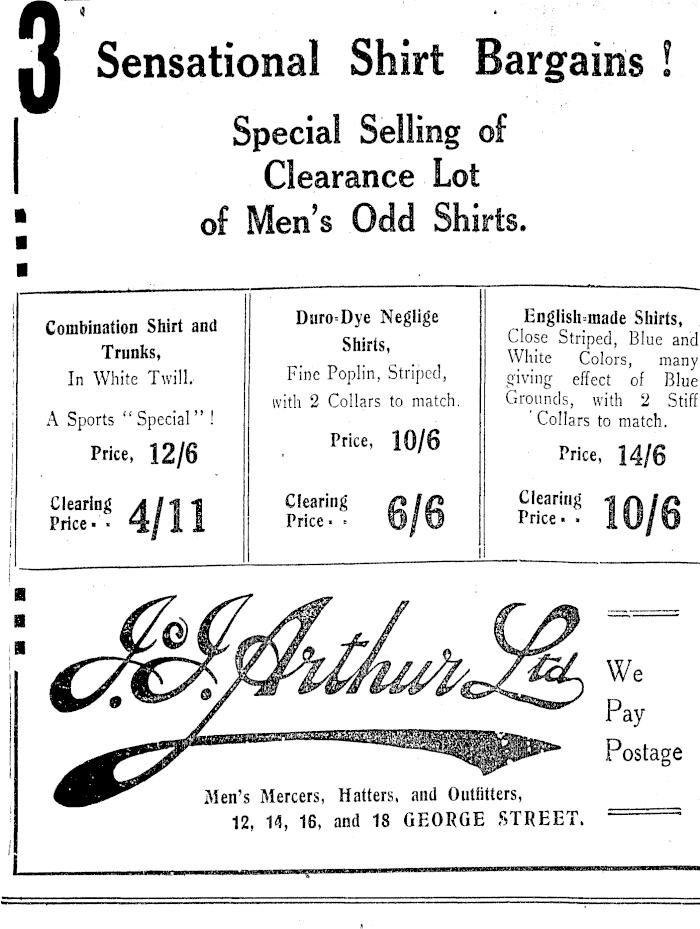 3 Sensational Shirt Bargains !
Special Selling of
Clearance Lot
of Men's Odd Shirts.
Combination Shirt and
Trunks,
In White Twill.
A Sports "Special" !
Price, 12/6
Clearing
Price . . 4/11
Duro-Dye Neglige
Shirts,
Fine Poplin, Striped,
with 2 Collars to match.
Price, 10/6
Clearing
Price . . 6/6
English-made Shirts,
Close Striped, Blue and
White Colors, many
giving effect of Blue
Grounds, with 2 Stiff
Collars to match.
Price, 14/6
Clearing
Price . . 10/6
J. J. Arthur Ltd
We
Pay
Postage
Men's Mercers, Hatters, and Outfitters,
12, 14, 16, and 18 GEORGE STREET.